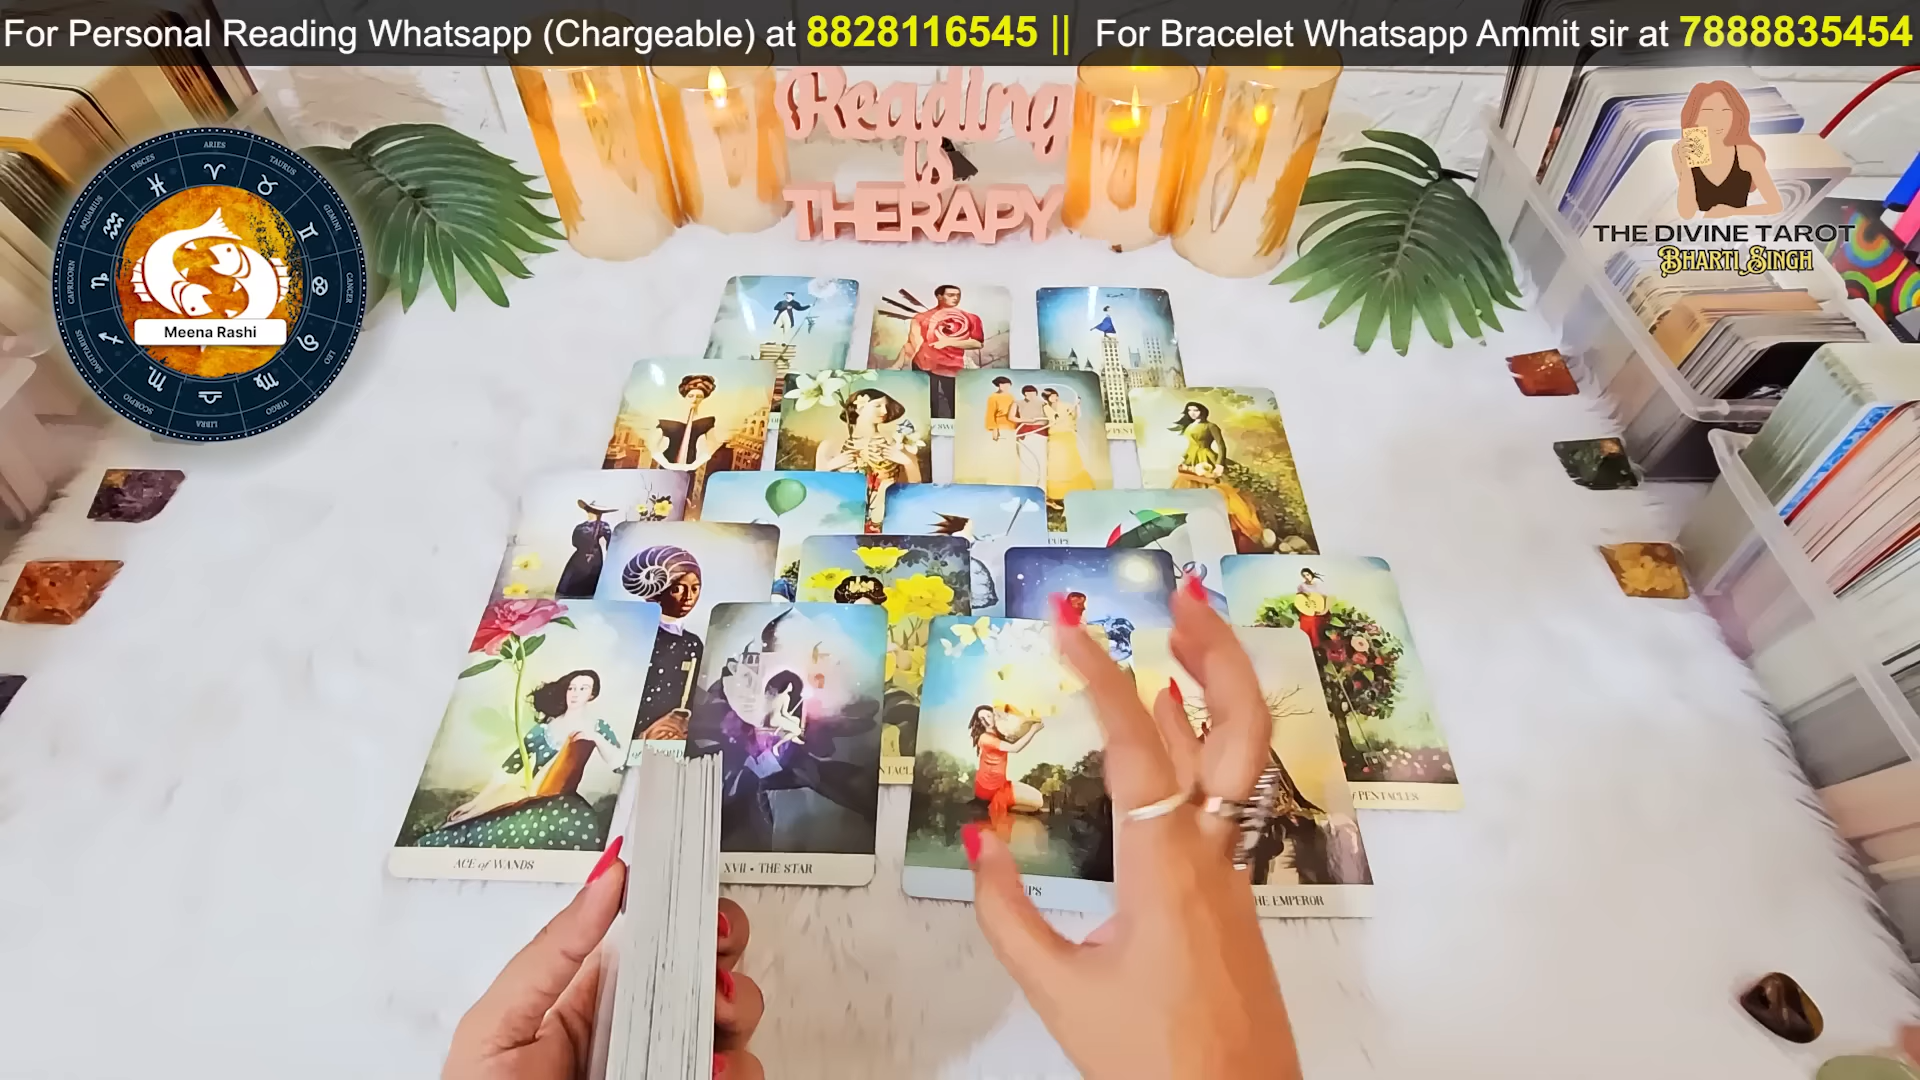 For Personal Reading Whatsapp (Chargeable) at 8828116545 || For Bracelet Whatsapp Ammit sir at 7888835454
Reading
is
THERAPY
THE DIVINE TAROT
BHARTI SINGH
ARIES
TAURUS
GEMINI
CANCER
LEO
VIRGO
LIBRA
SCORPIO
SAGITTARIUS
CAPRICORN
AQUARIUS
PISCES
Meena Rashi
of PENTACLES
ACE of WANDS
XVII • THE STAR
THE EMPEROR